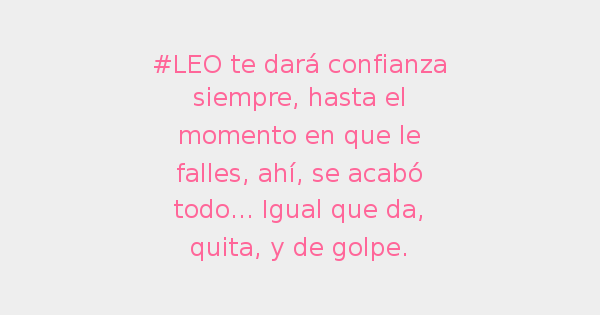 #LEO te dará confianza
siempre, hasta el
momento en que le
falles, ahí, se acabó
todo... Igual que da,
quita, y de golpe.